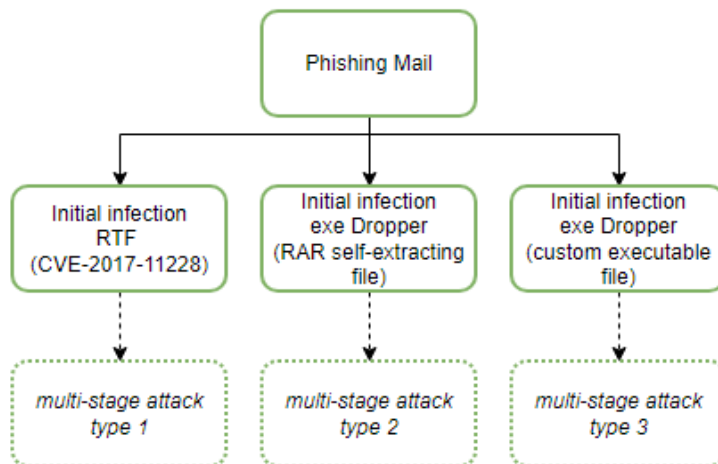 Phishing Mail
Initial infection
RTF
(CVE-2017-11228)
Initial infection
exe Dropper
(RAR self-extracting
file)
Initial infection
exe Dropper
(custom executable
file)
multi-stage attack
type 1
multi-stage attack
type 2
multi-stage attack
type 3